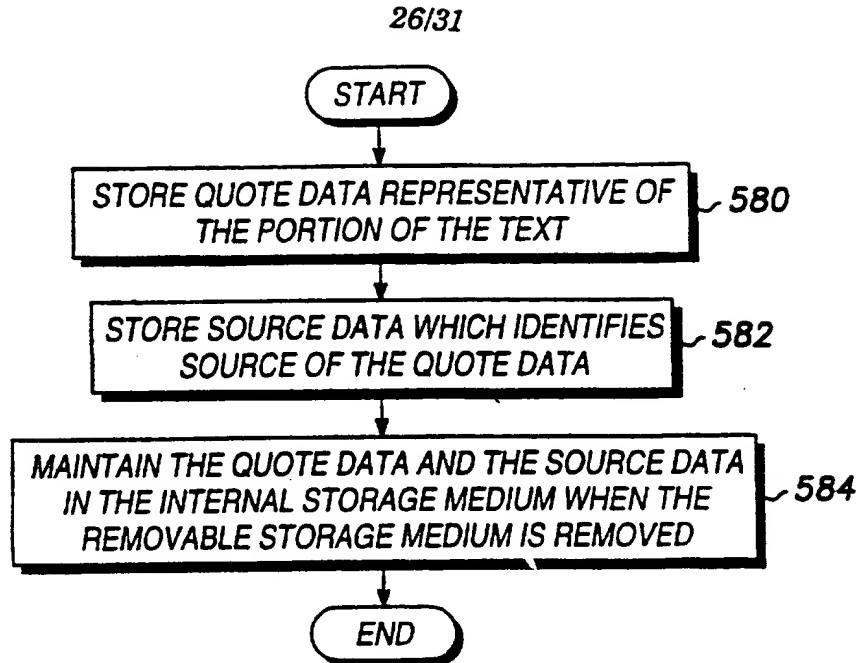 26/31
START
STORE QUOTE DATA REPRESENTATIVE OF
THE PORTION OF THE TEXT
580
STORE SOURCE DATA WHICH IDENTIFIES
SOURCE OF THE QUOTE DATA
582
MAINTAIN THE QUOTE DATA AND THE SOURCE DATA
IN THE INTERNAL STORAGE MEDIUM WHEN THE
REMOVABLE STORAGE MEDIUM IS REMOVED
584
END